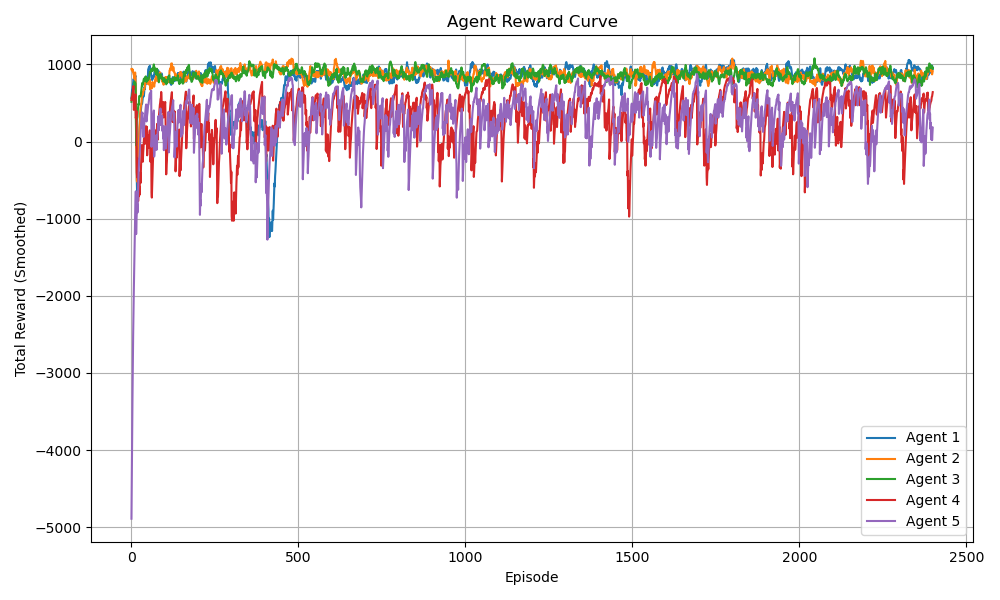 Agent Reward Curve
Total Reward (Smoothed)
1000
0
−1000
−2000
−3000
−4000
−5000
0 500 1000 1500 2000 2500
Episode
Agent 1
Agent 2
Agent 3
Agent 4
Agent 5